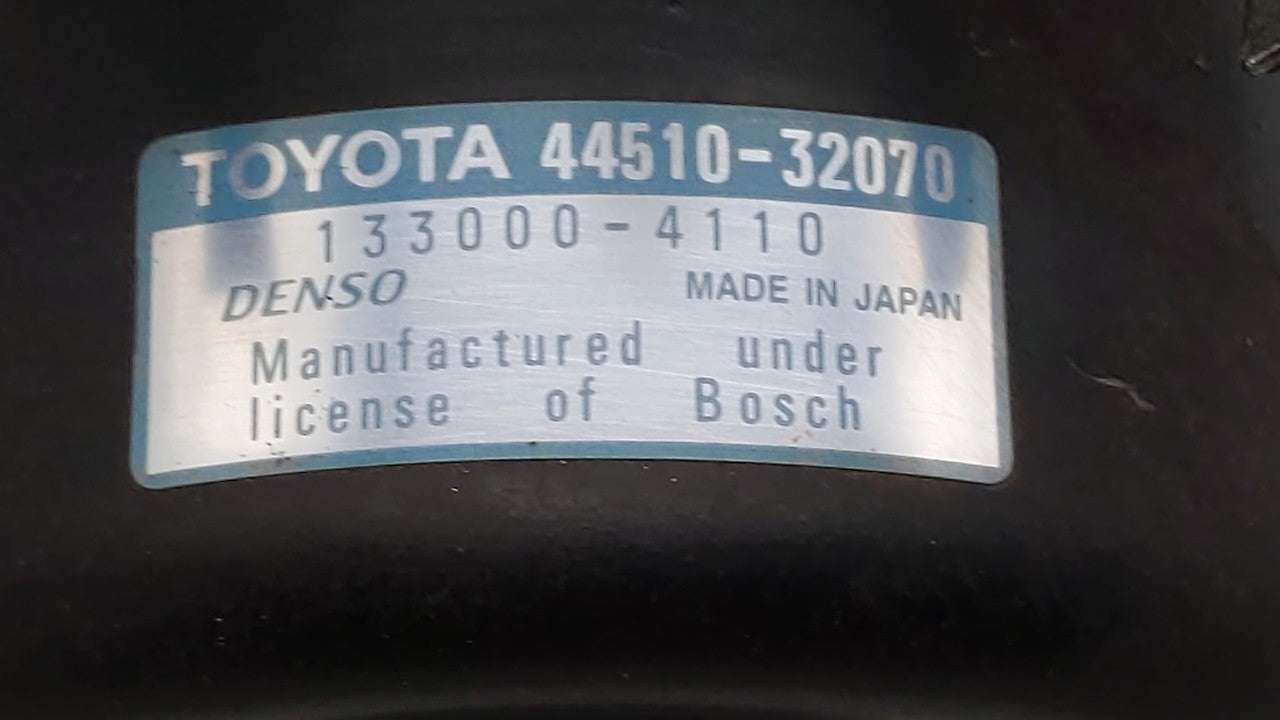 TOYOTA 44510-32070
133000-4110
DENSO MADE IN JAPAN
Manufactured under
license of Bosch